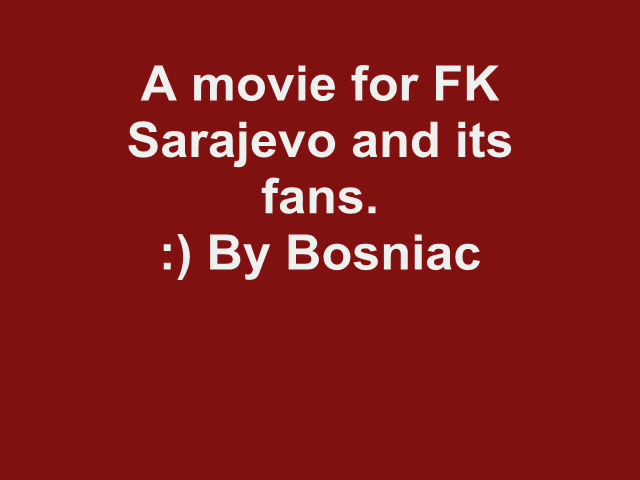 A movie for FK
Sarajevo and its
fans.
:) By Bosniac